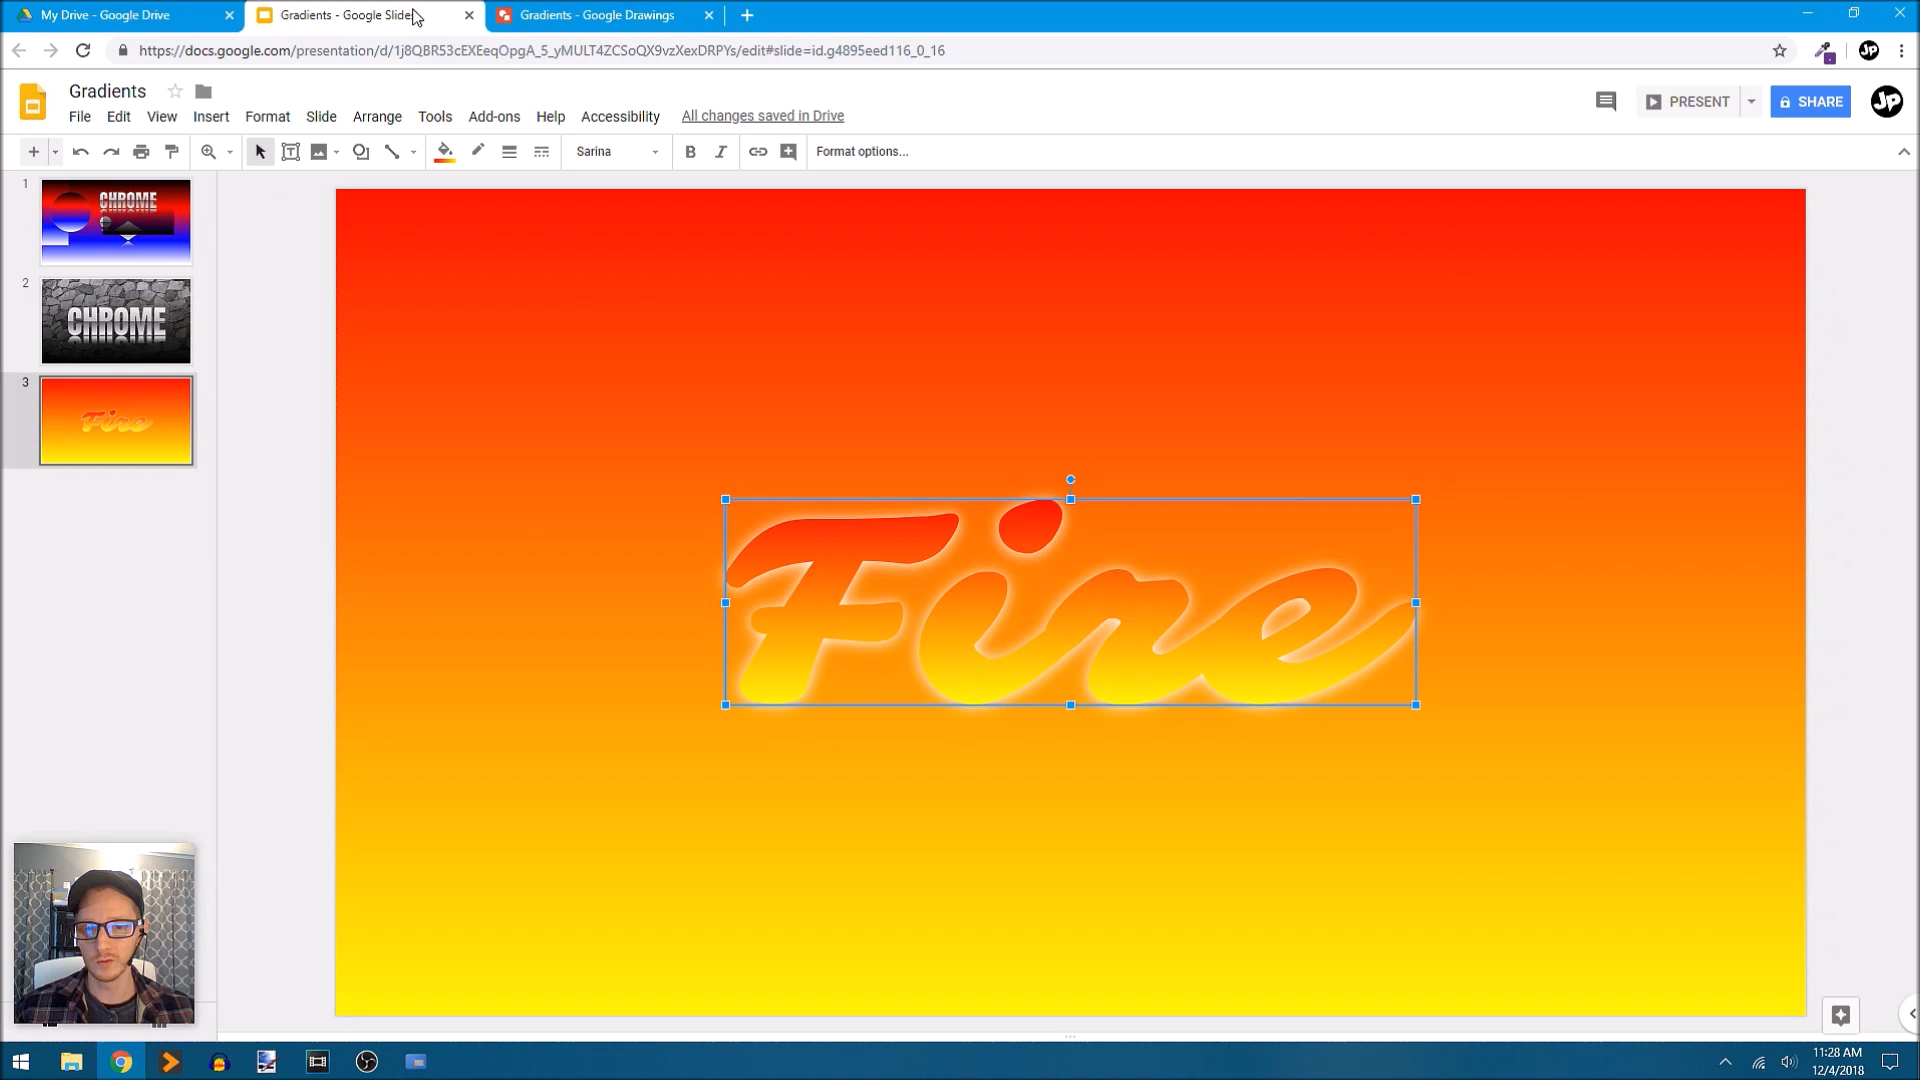 My Drive - Google Drive
Gradients - Google Slide
Gradients - Google Drawings
https://docs.google.com/presentation/d/1j8QBR53cEXEeqOpgA_5_yMULT4ZCSoQX9vzXexDRPYs/edit#slide=id.g4895eed116_0_16
Gradients
File Edit View Insert Format Slide Arrange Tools Add-ons Help Accessibility All changes saved in Drive
PRESENT
SHARE
JP
Sarina
B I
Format options...
1
CHROME
2
CHROME
3
Fire
Fire
11:28 AM
12/4/2018